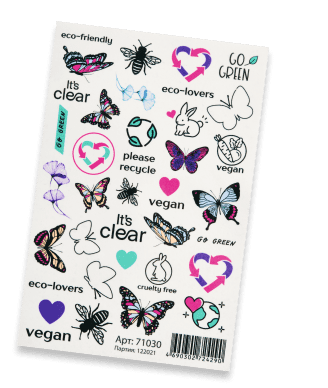 eco-friendly
GO
GREEN
It's
clear
eco-lovers
GO GREEN
please
recycle
vegan
vegan
It's
clear
GO GREEN
eco-lovers
cruelty free
vegan
Арт: 71030
Партия: 122021
4690302724290